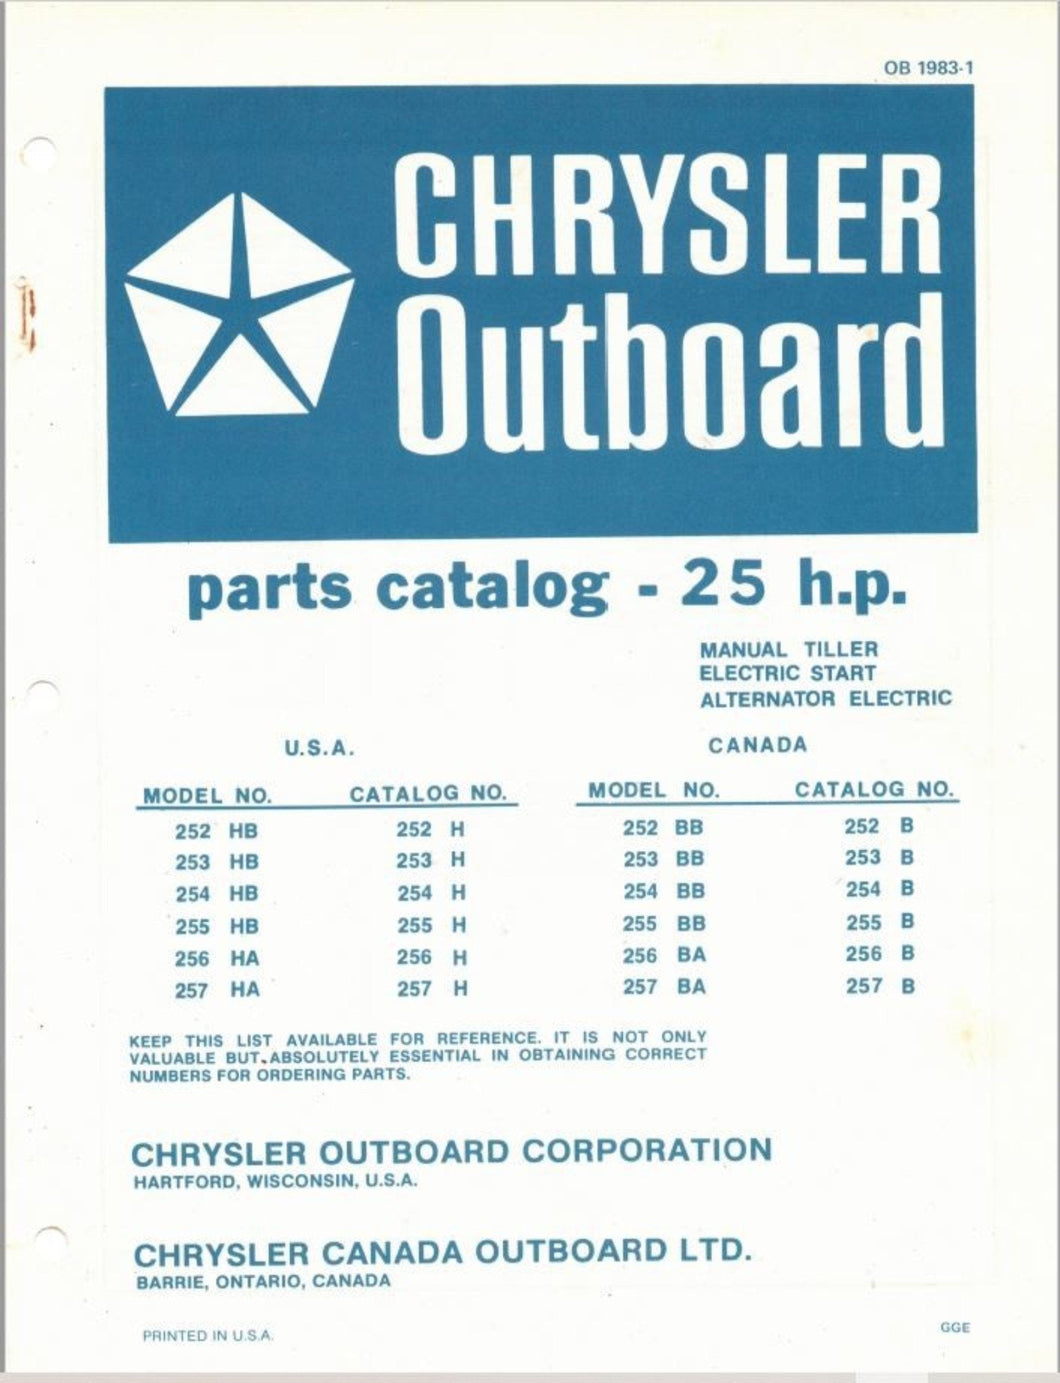 OB 1983-1
CHRYSLER
Outboard
parts catalog - 25 h.p.
MANUAL TILLER
ELECTRIC START
ALTERNATOR ELECTRIC
U.S.A. CANADA
MODEL NO. CATALOG NO. MODEL NO. CATALOG NO.
252 HB 252 H 252 BB 252 B
253 HB 253 H 253 BB 253 B
254 HB 254 H 254 BB 254 B
255 HB 255 H 255 BB 255 B
256 HA 256 H 256 BA 256 B
257 HA 257 H 257 BA 257 B
KEEP THIS LIST AVAILABLE FOR REFERENCE. IT IS NOT ONLY
VALUABLE BUT ABSOLUTELY ESSENTIAL IN OBTAINING CORRECT
NUMBERS FOR ORDERING PARTS.
CHRYSLER OUTBOARD CORPORATION
HARTFORD, WISCONSIN, U.S.A.
CHRYSLER CANADA OUTBOARD LTD.
BARRIE, ONTARIO, CANADA
PRINTED IN U.S.A. GGE